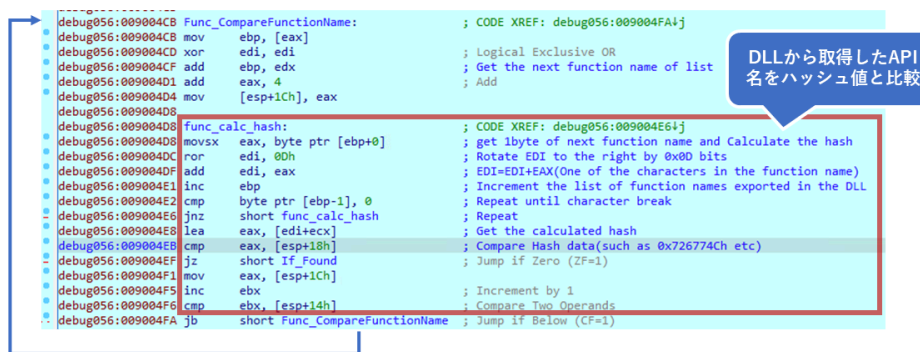 debug056:009004CB Func_CompareFunctionName: ; CODE XREF: debug056:009004FA↓j
debug056:009004CB mov ebp, [eax]
debug056:009004CD xor edi, edi ; Logical Exclusive OR
debug056:009004CF add ebp, edx ; Get the next function name of list
debug056:009004D1 add eax, 4 ; Add
debug056:009004D4 mov [esp+1Ch], eax
debug056:009004D8
debug056:009004D8 func_calc_hash: ; CODE XREF: debug056:009004E6↓j
debug056:009004D8 movsx eax, byte ptr [ebp+0] ; get 1byte of next function name and Calculate the hash
debug056:009004DC ror edi, 0Dh ; Rotate EDI to the right by 0x0D bits
debug056:009004DF add edi, eax ; EDI=EDI+EAX(One of the characters in the function name)
debug056:009004E1 inc ebp ; Increment the list of function names exported in the DLL
debug056:009004E2 cmp byte ptr [ebp-1], 0 ; Repeat until character break
debug056:009004E6 jnz short func_calc_hash ; Repeat
debug056:009004E8 lea eax, [edi+ecx] ; Get the calculated hash
debug056:009004EB cmp eax, [esp+18h] ; Compare Hash data(such as 0x726774Ch etc)
debug056:009004EF jz short If_Found ; Jump if Zero (ZF=1)
debug056:009004F1 mov eax, [esp+1Ch]
debug056:009004F5 inc ebx ; Increment by 1
debug056:009004F6 cmp ebx, [esp+14h] ; Compare Two Operands
debug056:009004FA jb short Func_CompareFunctionName ; Jump if Below (CF=1)
DLLから取得したAPI
名をハッシュ値と比較